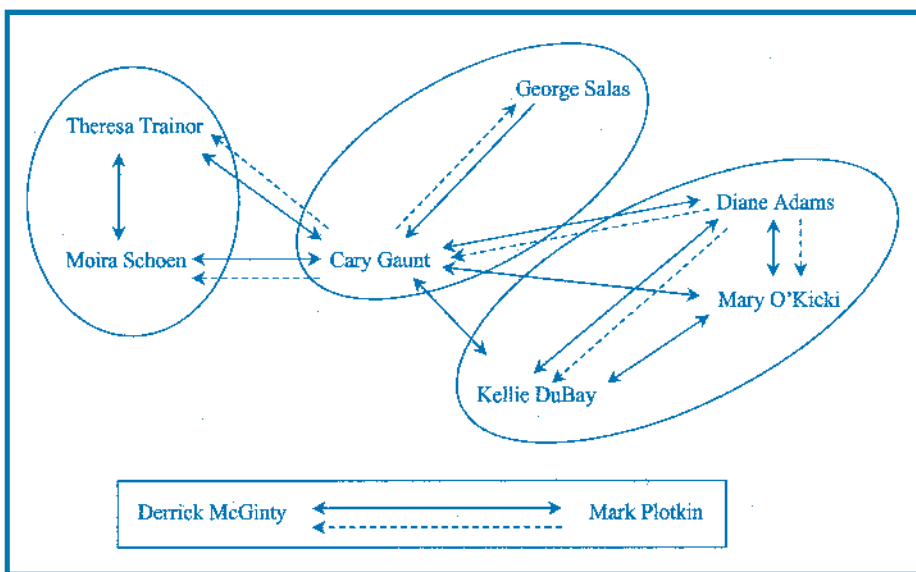 George Salas
Theresa Trainor
Diane Adams
Moira Schoen
Cary Gaunt
Mary O'Kicki
Kellie DuBay
Derrick McGinty
Mark Plotkin